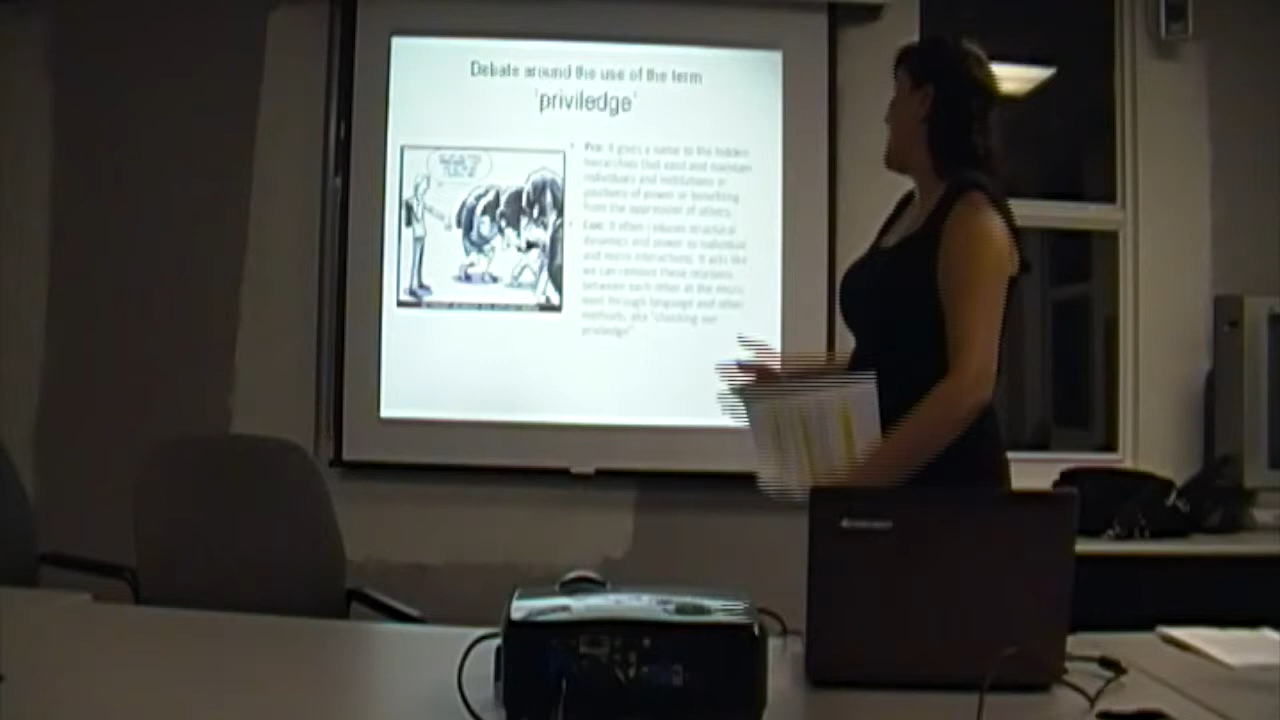 Debate around the use of the term
'priviledge'
Pro: it gives a name to the hidden
hierarchies that exist and maintain
individuals and institutions in
positions of power or benefiting
from the oppression of others.
Con: it often reduces structural
dynamics and power to individual
and micro interactions. It acts like
we can remove these relations
between each other at the micro
level through language and other
methods, aka "checking our
priviledge"
lenovo